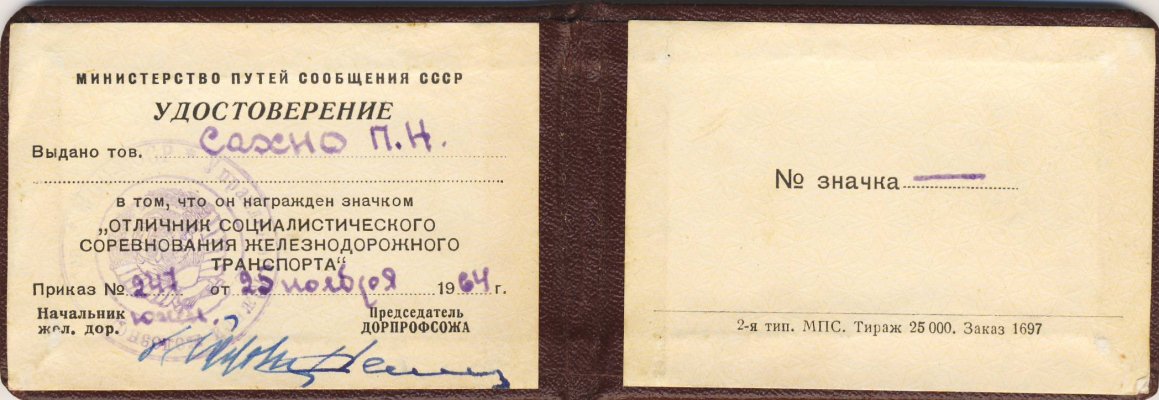 МИНИСТЕРСТВО ПУТЕЙ СООБЩЕНИЯ СССР
УДОСТОВЕРЕНИЕ
Выдано тов. Сахно П.Н.
в том, что он награжден значком
„ОТЛИЧНИК СОЦИАЛИСТИЧЕСКОГО
СОРЕВНОВАНИЯ ЖЕЛЕЗНОДОРОЖНОГО
ТРАНСПОРТА“
Приказ № 247 от 25 ноября 1964 г.
Начальник
жел. дор. Южн.
Председатель
ДОРПРОФСОЖА
№ значка —
2-я тип. МПС. Тираж 25 000. Заказ 1697